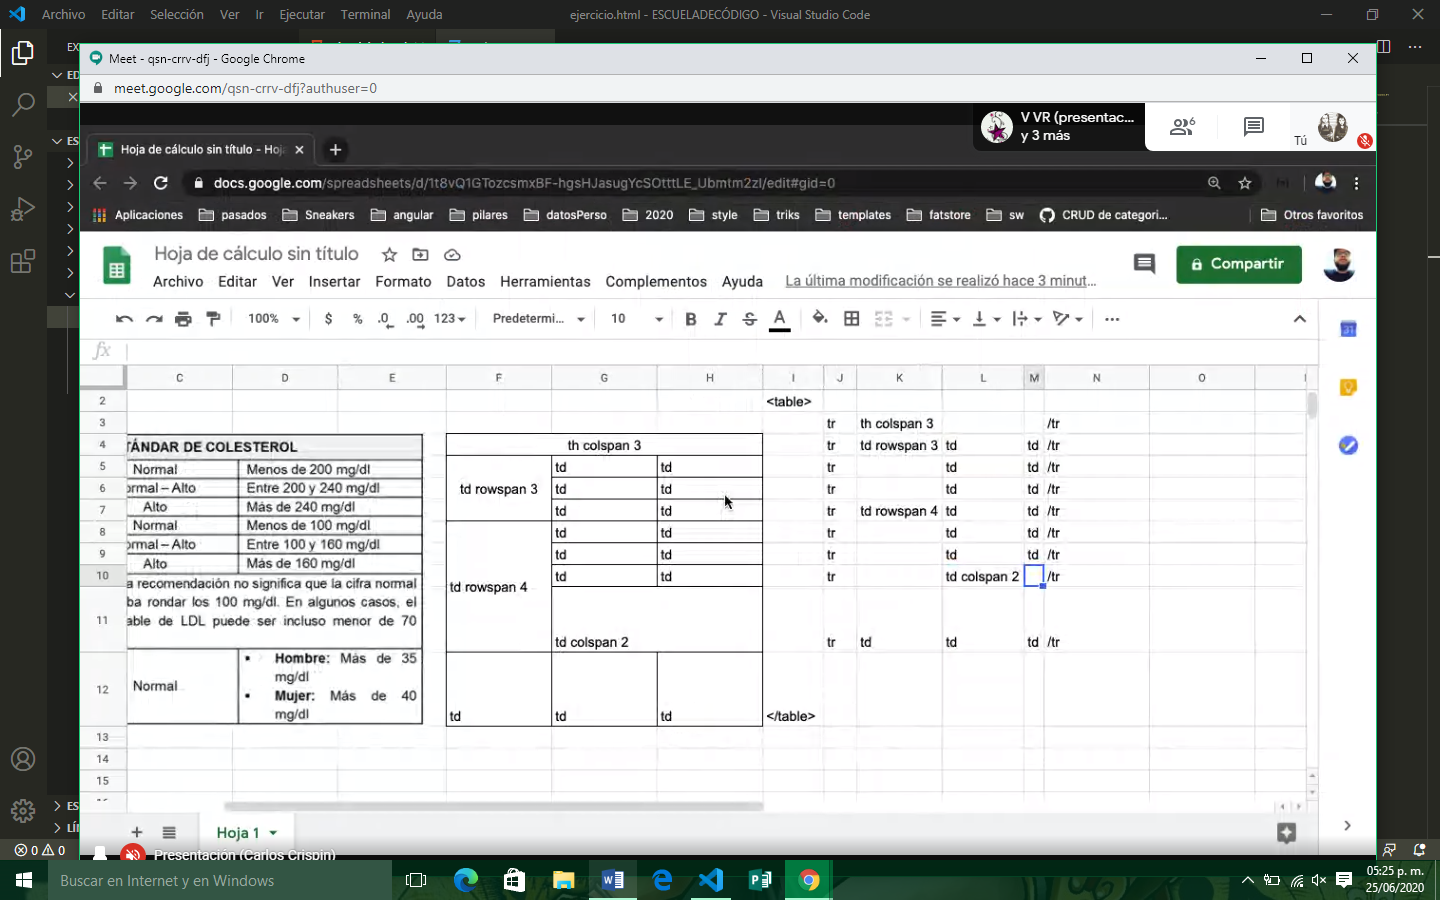 Archivo Editar Selección Ver Ir Ejecutar Terminal Ayuda ejercicio.html - ESCUELADECÓDIGO - Visual Studio Code
EX
ED
ES
Meet - qsn-crrv-dfj - Google Chrome
meet.google.com/qsn-crrv-dfj?authuser=0
V VR (presentac...
y 3 más
6
Tú
Hoja de cálculo sin título - Hoja
docs.google.com/spreadsheets/d/1t8vQ1GTozcsmxBF-hgsHJasugYcSOtttLE_Ubmtm2zI/edit#gid=0
Aplicaciones pasados Sneakers angular pilares datosPerso 2020 style triks templates fatstore sw CRUD de categori... Otros favoritos
Hoja de cálculo sin título
Archivo Editar Ver Insertar Formato Datos Herramientas Complementos Ayuda La última modificación se realizó hace 3 minut...
Compartir
100% $ % .0 .00 123 Predetermi... 10 B I S A
31
fx
C D E F G H I J K L M N O
2 <table>
3 tr th colspan 3 /tr
4 TÁNDAR DE COLESTEROL th colspan 3 tr td rowspan 3 td td /tr
5 Normal Menos de 200 mg/dl td td tr td td /tr
6 ormal – Alto Entre 200 y 240 mg/dl td rowspan 3 td td tr td td /tr
7 Alto Más de 240 mg/dl td td tr td rowspan 4 td td /tr
8 Normal Menos de 100 mg/dl td td tr td td /tr
9 ormal – Alto Entre 100 y 160 mg/dl td td tr td td /tr
Alto Más de 160 mg/dl
10 td rowspan 4 td td tr td colspan 2 /tr
a recomendación no significa que la cifra normal
ba rondar los 100 mg/dl. En algunos casos, el
able de LDL puede ser incluso menor de 70
11 td colspan 2 tr td td td /tr
12 Normal Hombre: Más de 35
mg/dl
Mujer: Más de 40
mg/dl
td td td </table>
13
14
15
Hoja 1
ES
LÍ
0 0
Presentación (Carlos Crispin)
Buscar en Internet y en Windows
05:25 p. m.
25/06/2020